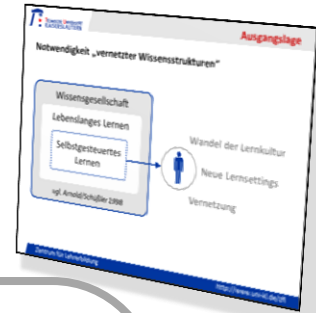 TECHNISCHE UNIVERSITÄT
KAISERSLAUTERN
Ausgangslage
Notwendigkeit „vernetzter Wissensstrukturen“
Wissensgesellschaft
Lebenslanges Lernen
Selbstgesteuertes
Lernen
vgl. Arnold/Schüßler 1998
Wandel der Lernkultur
Neue Lernsettings
Vernetzung
Zentrum für Lehrerbildung
http://www.uni-kl.de/zfl